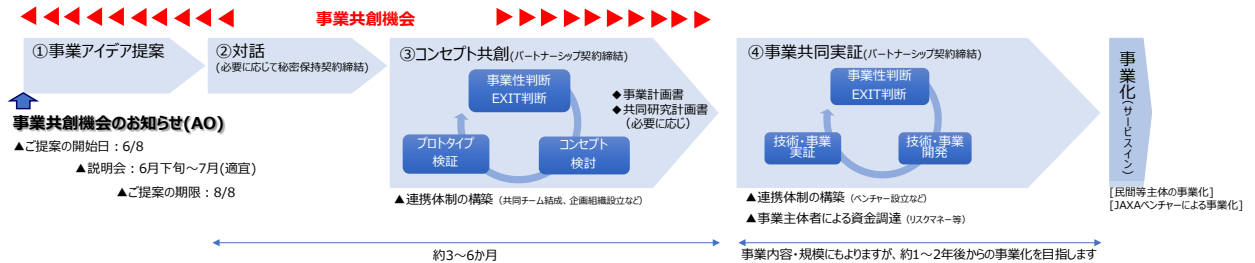 事業共創機会
①事業アイデア提案
②対話
(必要に応じて秘密保持契約締結)
③コンセプト共創(パートナーシップ契約締結)
事業性判断
EXIT判断
プロトタイプ
検証
コンセプト
検討
◆事業計画書
◆共同研究計画書
（必要に応じ）
④事業共同実証(パートナーシップ契約締結)
事業性判断
EXIT判断
技術・事業
実証
技術・事業
開発
事業化(サービスイン)
事業共創機会のお知らせ(AO)
▲ご提案の開始日：6/8
▲説明会：6月下旬～7月(適宜)
▲ご提案の期限：8/8
▲連携体制の構築（共同チーム結成、企画組織設立など）
▲連携体制の構築（ベンチャー設立など）
▲事業主体者による資金調達（リスクマネー等）
[民間等主体の事業化]
[JAXAベンチャーによる事業化]
約3～6か月
事業内容・規模にもよりますが、約1～2年後からの事業化を目指します